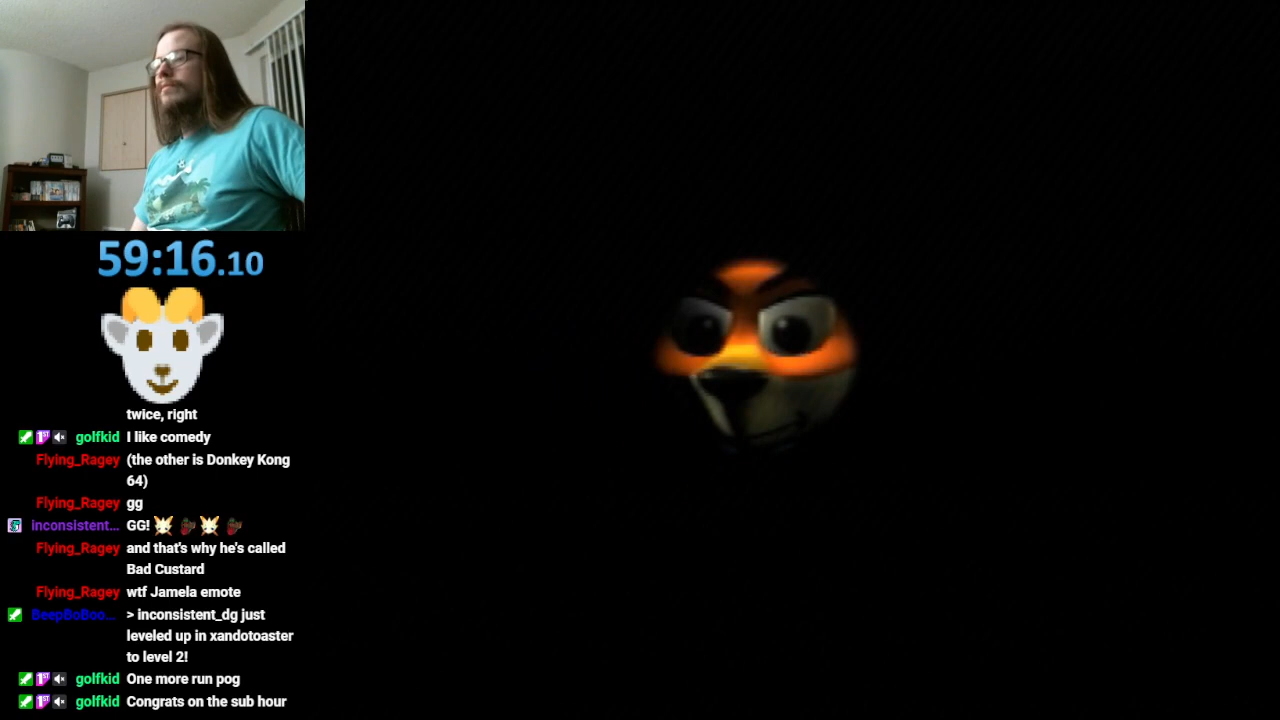 59:16.10
twice, right
golfkid I like comedy
Flying_Ragey (the other is Donkey Kong
64)
Flying_Ragey gg
inconsistent... GG!
Flying_Ragey and that's why he's called
Bad Custard
Flying_Ragey wtf Jamela emote
BeepBoBoo... > inconsistent_dg just
leveled up in xandotoaster
to level 2!
golfkid One more run pog
golfkid Congrats on the sub hour